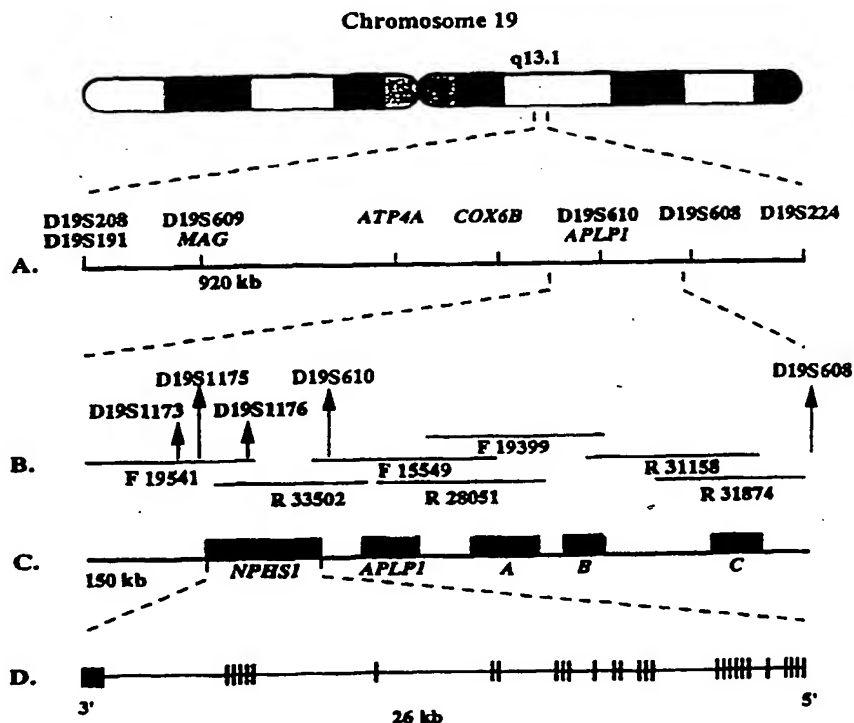 Chromosome 19
q13.1
D19S208 D19S609 ATP4A COX6B D19S610 D19S608 D19S224
D19S191 MAG APLP1
A.
920 kb
D19S1175 D19S610 D19S608
D19S1173 D19S1176
F 19399
B.
F 19541 F 15549 R 31158
R 33502 R 28051 R 31874
C.
150 kb NPHS1 APLP1 A B C
D.
3' 26 kb 5'